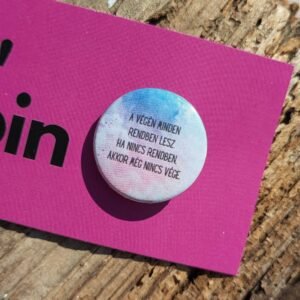 pin
A VÉGÉN MINDEN
RENDBEN LESZ.
HA NINCS RENDBEN,
AKKOR MÉG NINCS VÉGE.